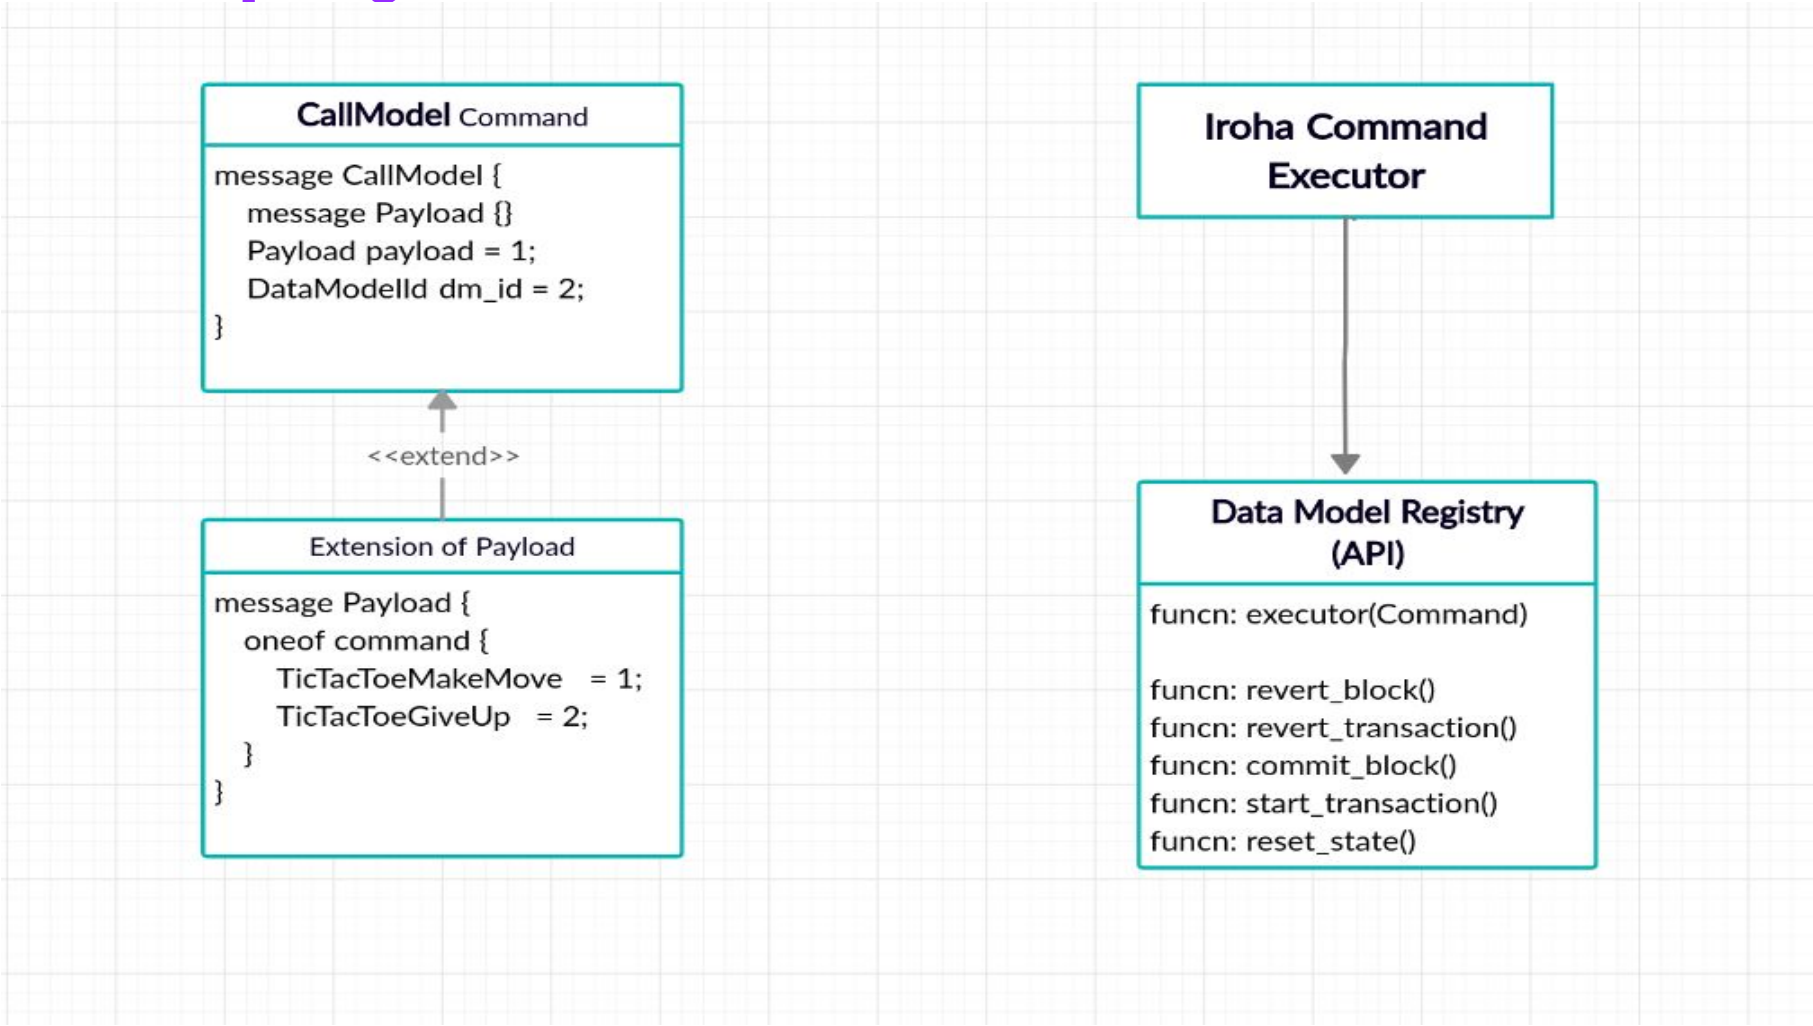 CallModel Command
message CallModel {
message Payload {}
Payload payload = 1;
DataModelId dm_id = 2;
}
<<extend>>
Extension of Payload
message Payload {
oneof command {
TicTacToeMakeMove = 1;
TicTacToeGiveUp = 2;
}
}
Iroha Command
Executor
Data Model Registry
(API)
funcn: executor(Command)
funcn: revert_block()
funcn: revert_transaction()
funcn: commit_block()
funcn: start_transaction()
funcn: reset_state()